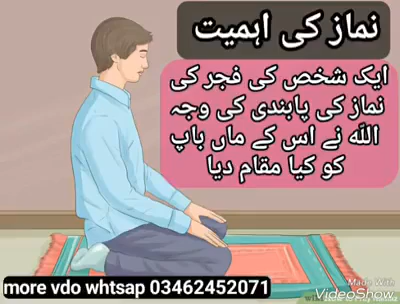 نماز کی اہمیت
ایک شخص کی فجر کی
نماز کی پابندی کی وجہ
اللّٰہ نے اس کے ماں باپ
کو کیا مقام دیا
more vdo whtsap 03462452071
Made With
VideoShow